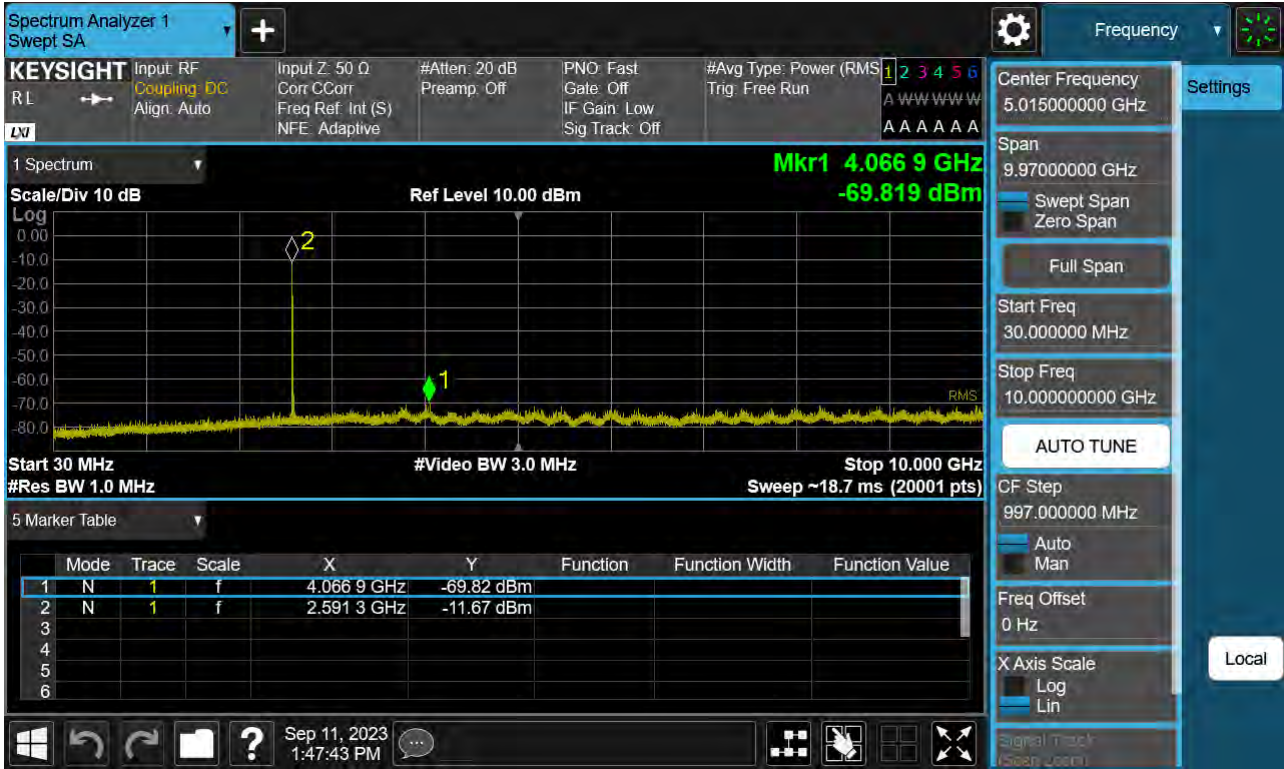 Spectrum Analyzer 1
Swept SA
+
Frequency
KEYSIGHT
RL
LXI
Input: RF
Coupling: DC
Align: Auto
Input Z: 50 Ω
Corr CCorr
Freq Ref: Int (S)
NFE: Adaptive
#Atten: 20 dB
Preamp: Off
PNO: Fast
Gate: Off
IF Gain: Low
Sig Track: Off
#Avg Type: Power (RMS
Trig: Free Run
1 2 3 4 5 6
A W W W W W
A A A A A A
1 Spectrum
Scale/Div 10 dB
Ref Level 10.00 dBm
Mkr1 4.066 9 GHz
-69.819 dBm
Log
0.00
-10.0
-20.0
-30.0
-40.0
-50.0
-60.0
-70.0
-80.0
2
1
RMS
Start 30 MHz
#Video BW 3.0 MHz
Stop 10.000 GHz
#Res BW 1.0 MHz
Sweep ~18.7 ms (20001 pts)
5 Marker Table
Mode Trace Scale X Y Function Function Width Function Value
1 N 1 f 4.066 9 GHz -69.82 dBm
2 N 1 f 2.591 3 GHz -11.67 dBm
3
4
5
6
Sep 11, 2023
1:47:43 PM
Center Frequency
5.015000000 GHz
Settings
Span
9.97000000 GHz
Swept Span
Zero Span
Full Span
Start Freq
30.000000 MHz
Stop Freq
10.000000000 GHz
AUTO TUNE
CF Step
997.000000 MHz
Auto
Man
Freq Offset
0 Hz
X Axis Scale
Log
Lin
Local
Signal Track
(Span Zoom)